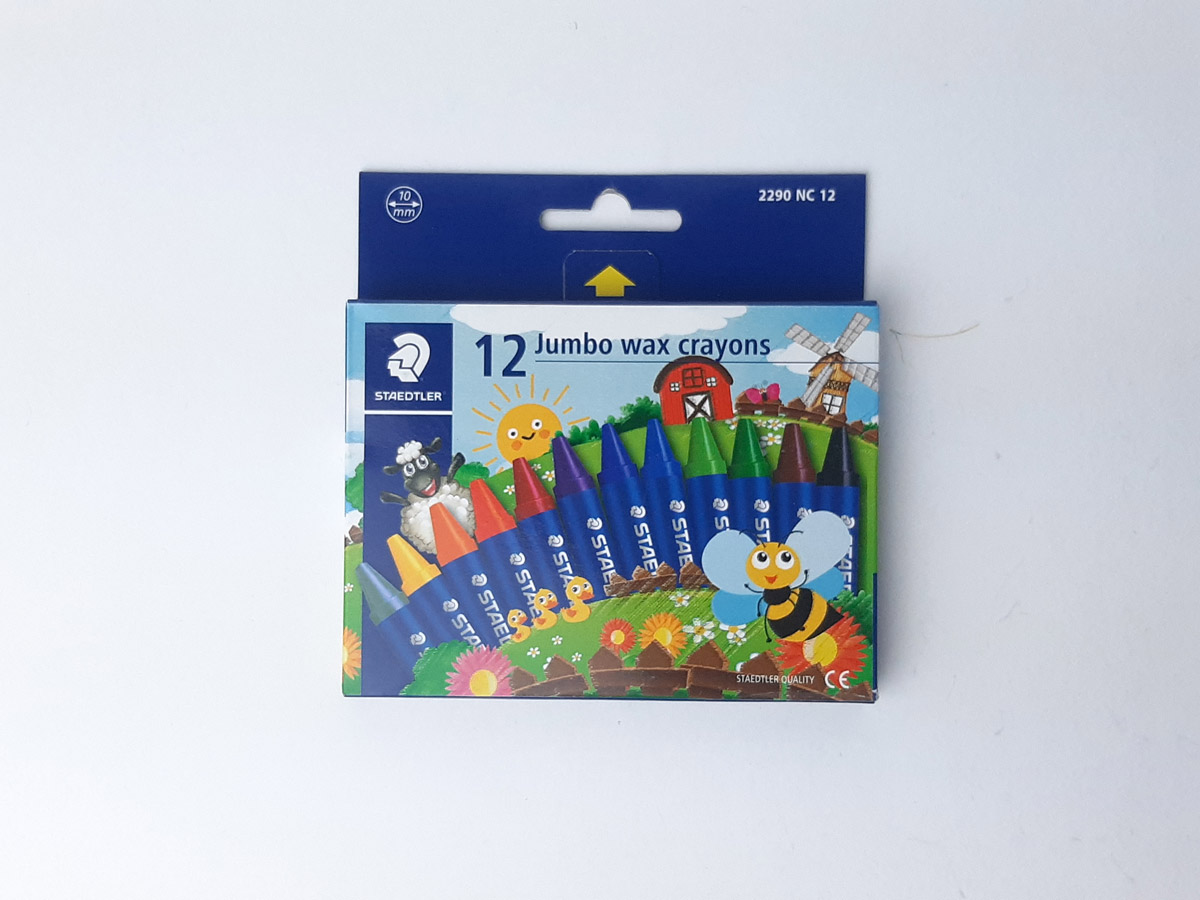 10
mm
2290 NC 12
12 Jumbo wax crayons
STAEDTLER
STAEDTLER QUALITY CE